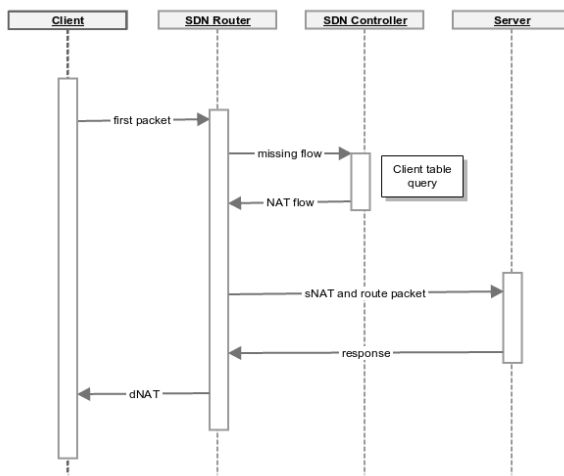 Client
SDN Router
SDN Controller
Server
first packet
missing flow
Client table
query
NAT flow
sNAT and route packet
response
dNAT